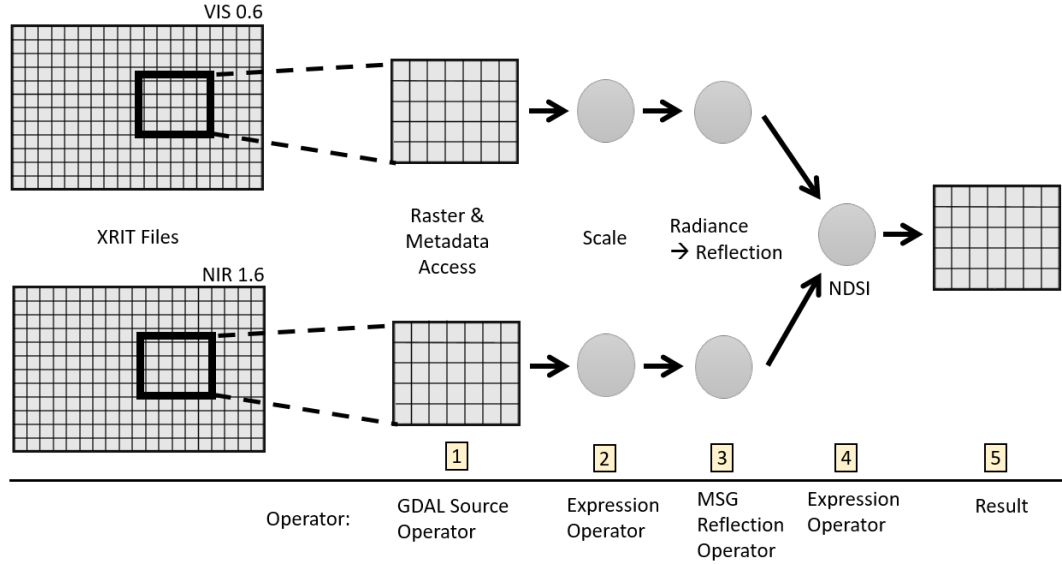 VIS 0.6
XRIT Files
Raster &
Metadata
Access
Scale
Radiance
→ Reflection
NDSI
NIR 1.6
1
2
3
4
5
Operator:
GDAL Source
Operator
Expression
Operator
MSG
Reflection
Operator
Expression
Operator
Result